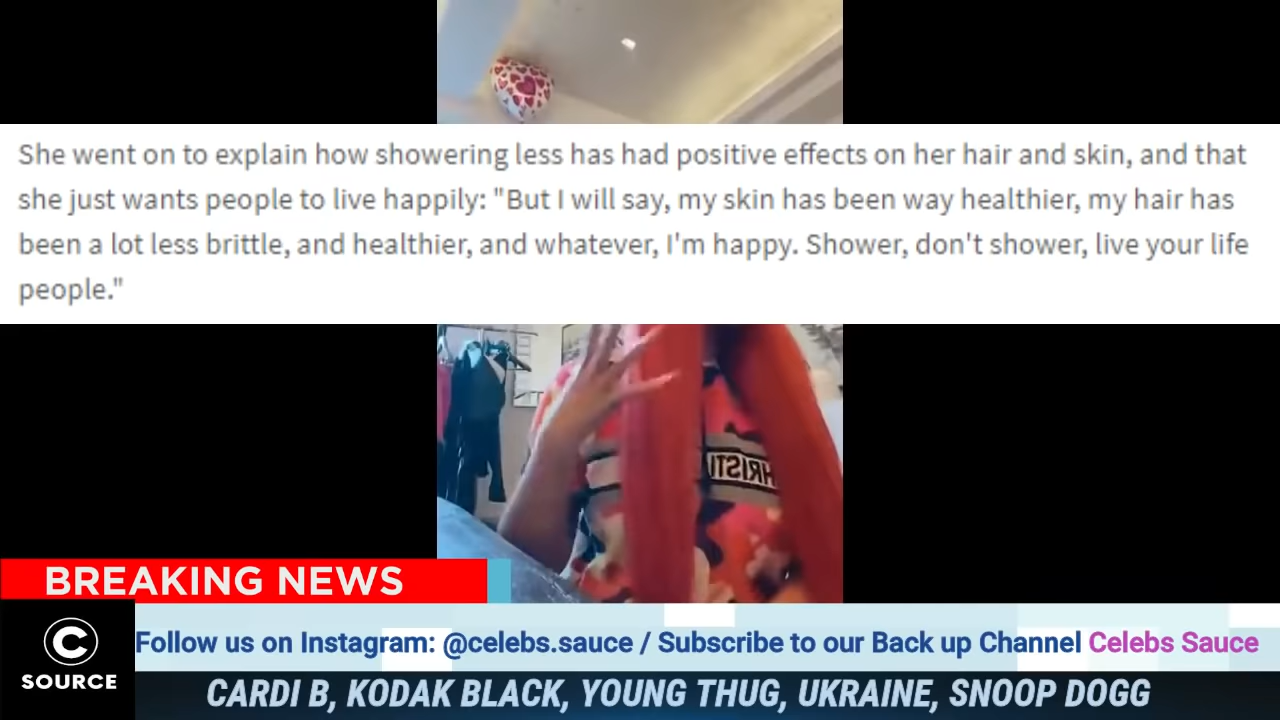 She went on to explain how showering less has had positive effects on her hair and skin, and that
she just wants people to live happily: "But I will say, my skin has been way healthier, my hair has
been a lot less brittle, and healthier, and whatever, I'm happy. Shower, don't shower, live your life
people."
HRISTI
BREAKING NEWS
C
SOURCE
Follow us on Instagram: @celebs.sauce / Subscribe to our Back up Channel Celebs Sauce
CARDI B, KODAK BLACK, YOUNG THUG, UKRAINE, SNOOP DOGG